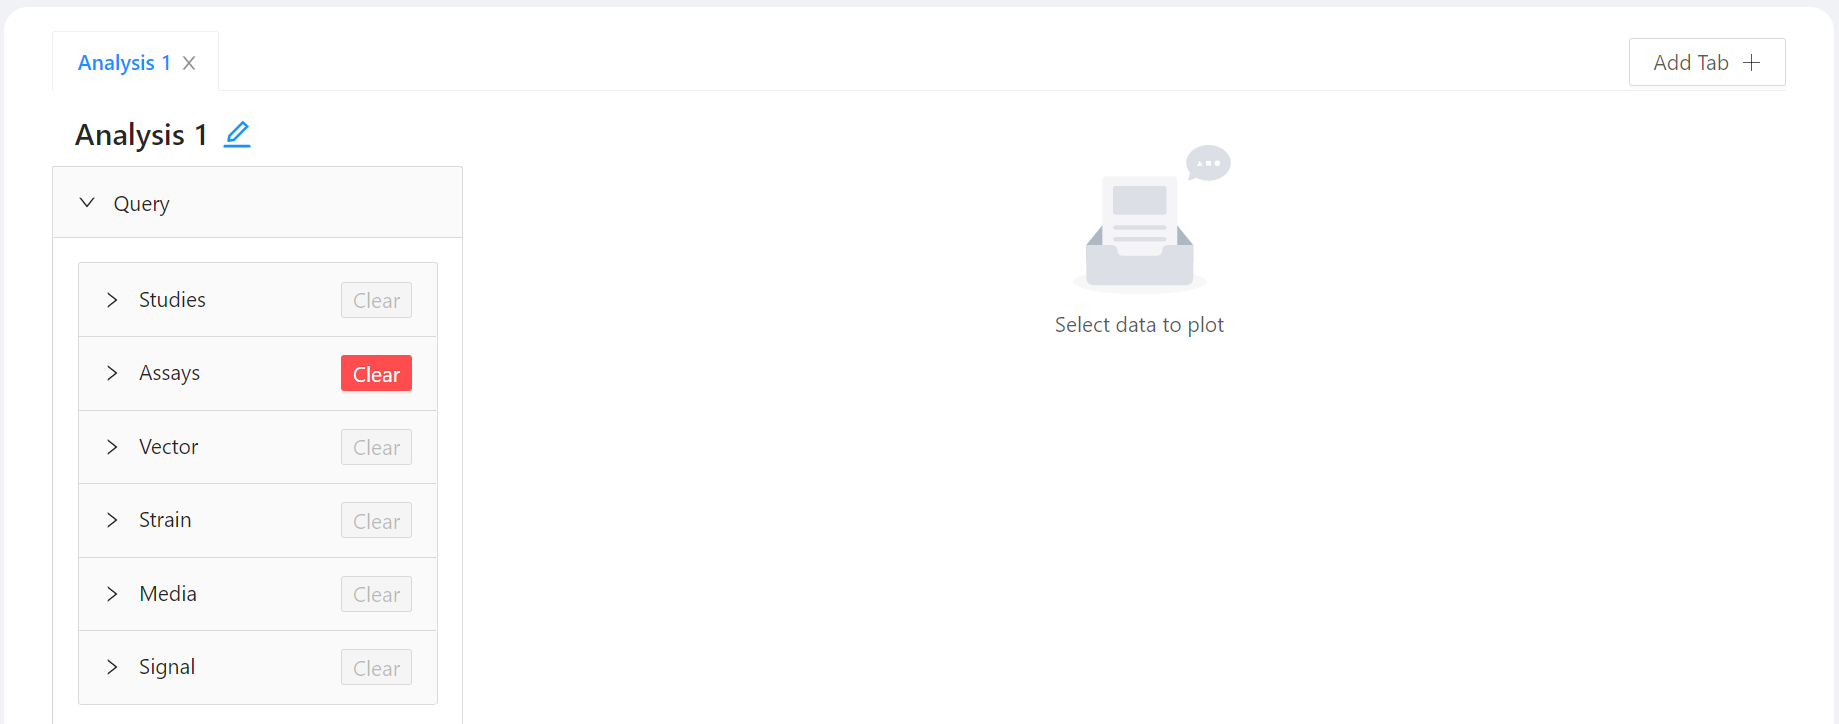 Analysis 1
Add Tab
Analysis 1
Query
Studies Clear
Assays Clear
Vector Clear
Strain Clear
Media Clear
Signal Clear
Select data to plot